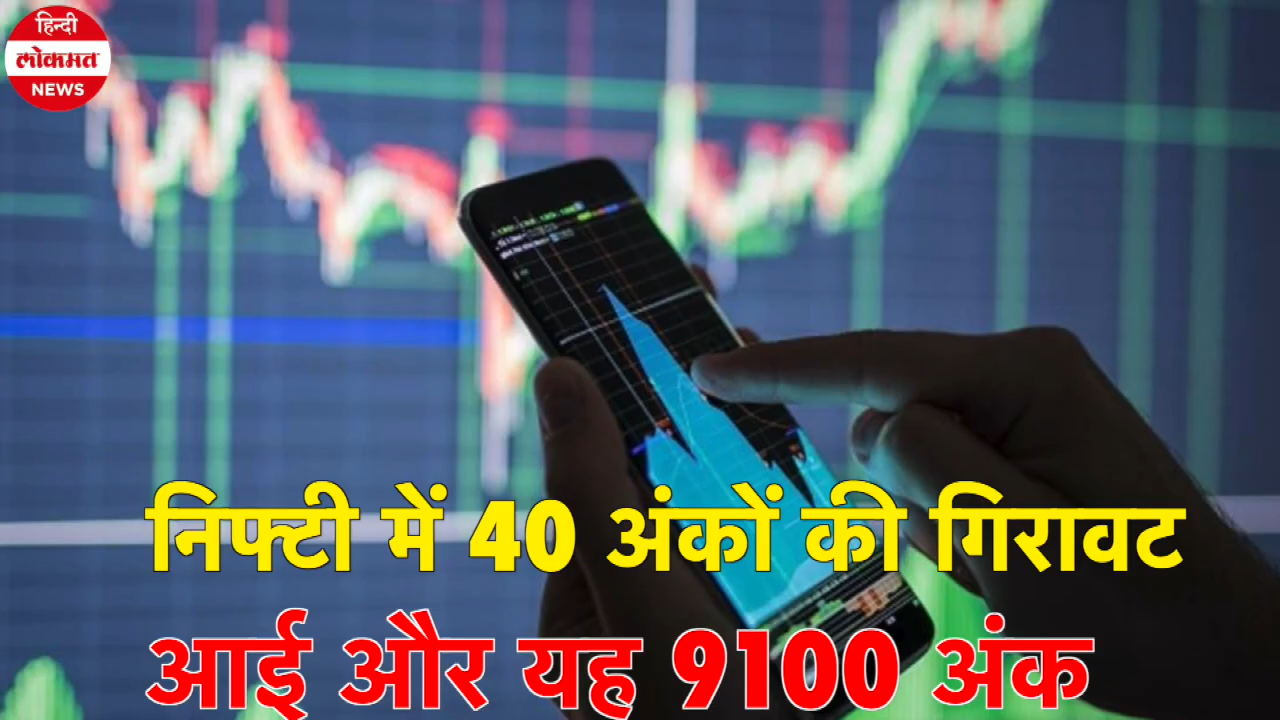 हिन्दी
लोकमत
NEWS
निफ्टी में 40 अंकों की गिरावट
आई और यह 9100 अंक